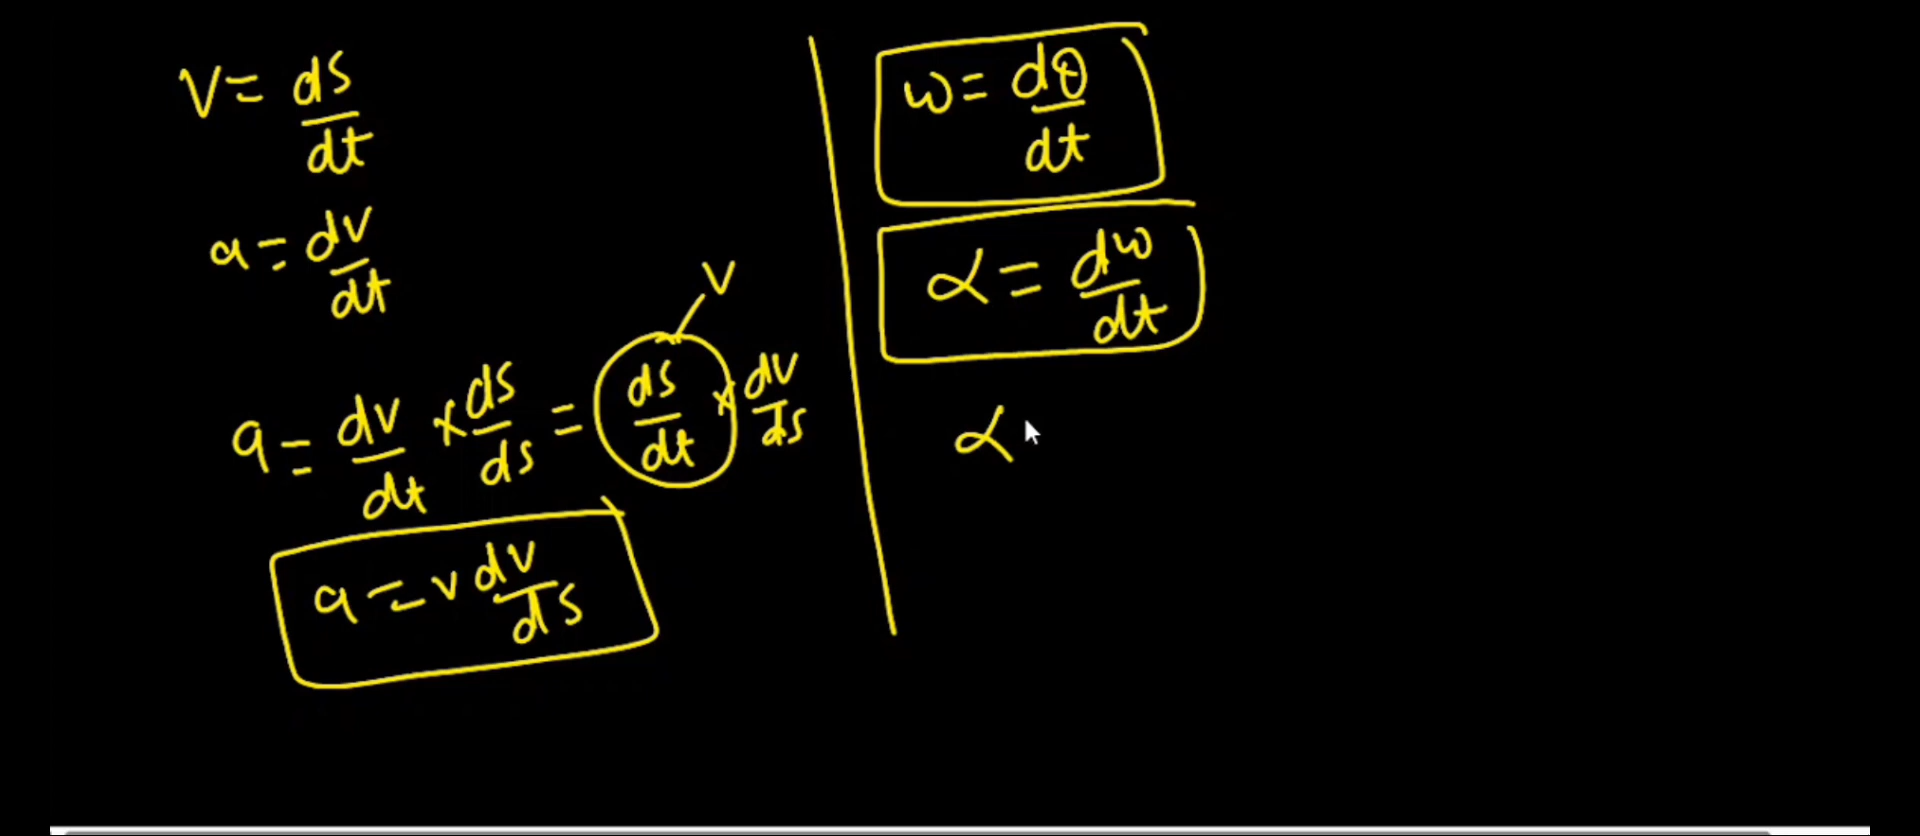 V = ds/dt
a = dv/dt
V
a = dv/dt × ds/ds = ds/dt × dv/ds
a = v dv/ds
ω = dθ/dt
α = dω/dt
α